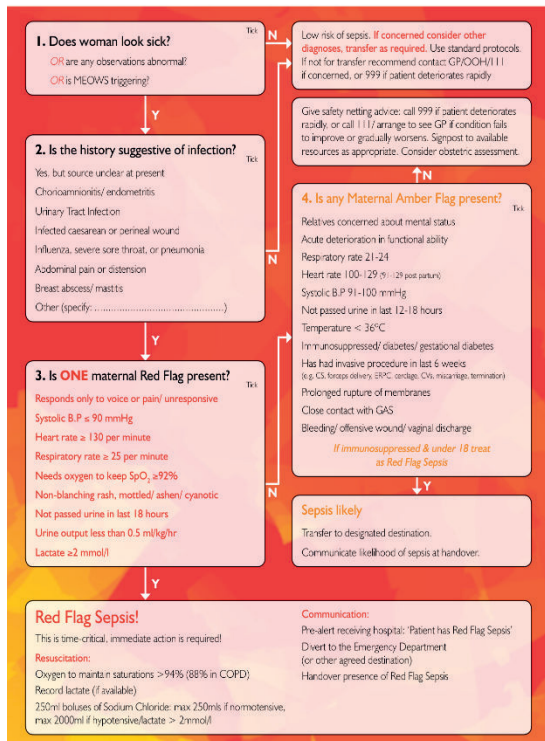 1. Does woman look sick?
Tick
OR are any observations abnormal?
OR is MEOWS triggering?
N
Low risk of sepsis. If concerned consider other
diagnoses, transfer as required. Use standard protocols.
If not for transfer recommend contact GP/OOH/111
if concerned, or 999 if patient deteriorates rapidly
Y
Give safety netting advice: call 999 if patient deteriorates
rapidly, or call 111/ arrange to see GP if condition fails
to improve or gradually worsens. Signpost to available
resources as appropriate. Consider obstetric assessment.
2. Is the history suggestive of infection?
Tick
Yes, but source unclear at present
Chorioamnionitis/ endometritis
Urinary Tract Infection
Infected caesarean or perineal wound
Influenza, severe sore throat, or pneumonia
Abdominal pain or distension
Breast abscess/ mastitis
Other (specify: ............................................)
N
N
4. Is any Maternal Amber Flag present?
Tick
Relatives concerned about mental status
Acute deterioration in functional ability
Respiratory rate 21-24
Heart rate 100-129 (91-129 post partum)
Systolic B.P 91-100 mmHg
Not passed urine in last 12-18 hours
Temperature < 36°C
Immunosuppressed/ diabetes/ gestational diabetes
Has had invasive procedure in last 6 weeks
(e.g. CS, forceps delivery, ERPC, cerclage, CVs, miscarriage, termination)
Prolonged rupture of membranes
Close contact with GAS
Bleeding/ offensive wound/ vaginal discharge
If immunosuppressed & under 18 treat
as Red Flag Sepsis
Y
3. Is ONE maternal Red Flag present?
Tick
Responds only to voice or pain/ unresponsive
Systolic B.P ≤ 90 mmHg
Heart rate ≥ 130 per minute
Respiratory rate ≥ 25 per minute
Needs oxygen to keep SpO₂ ≥92%
Non-blanching rash, mottled/ ashen/ cyanotic
Not passed urine in last 18 hours
Urine output less than 0.5 ml/kg/hr
Lactate ≥2 mmol/l
N
Y
Sepsis likely
Transfer to designated destination.
Communicate likelihood of sepsis at handover.
Y
Red Flag Sepsis!
This is time-critical, immediate action is required!
Resuscitation:
Oxygen to maintain saturations >94% (88% in COPD)
Record lactate (if available)
250ml boluses of Sodium Chloride: max 250mls if normotensive,
max 2000ml if hypotensive/lactate > 2mmol/l
Communication:
Pre-alert receiving hospital: 'Patient has Red Flag Sepsis'
Divert to the Emergency Department
(or other agreed destination)
Handover presence of Red Flag Sepsis